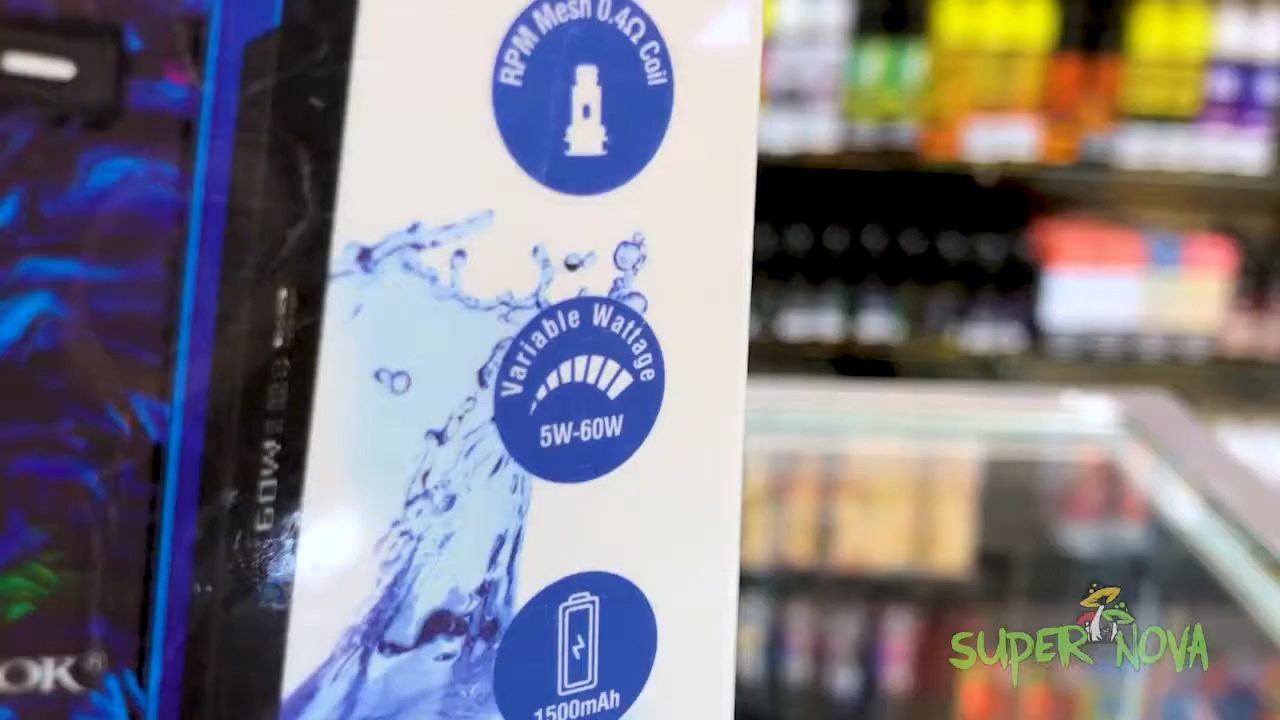 RPM Mesh 0.4Ω Coil
Variable Wattage
5W-60W
1500mAh
60W
OK®
SUPER NOVA